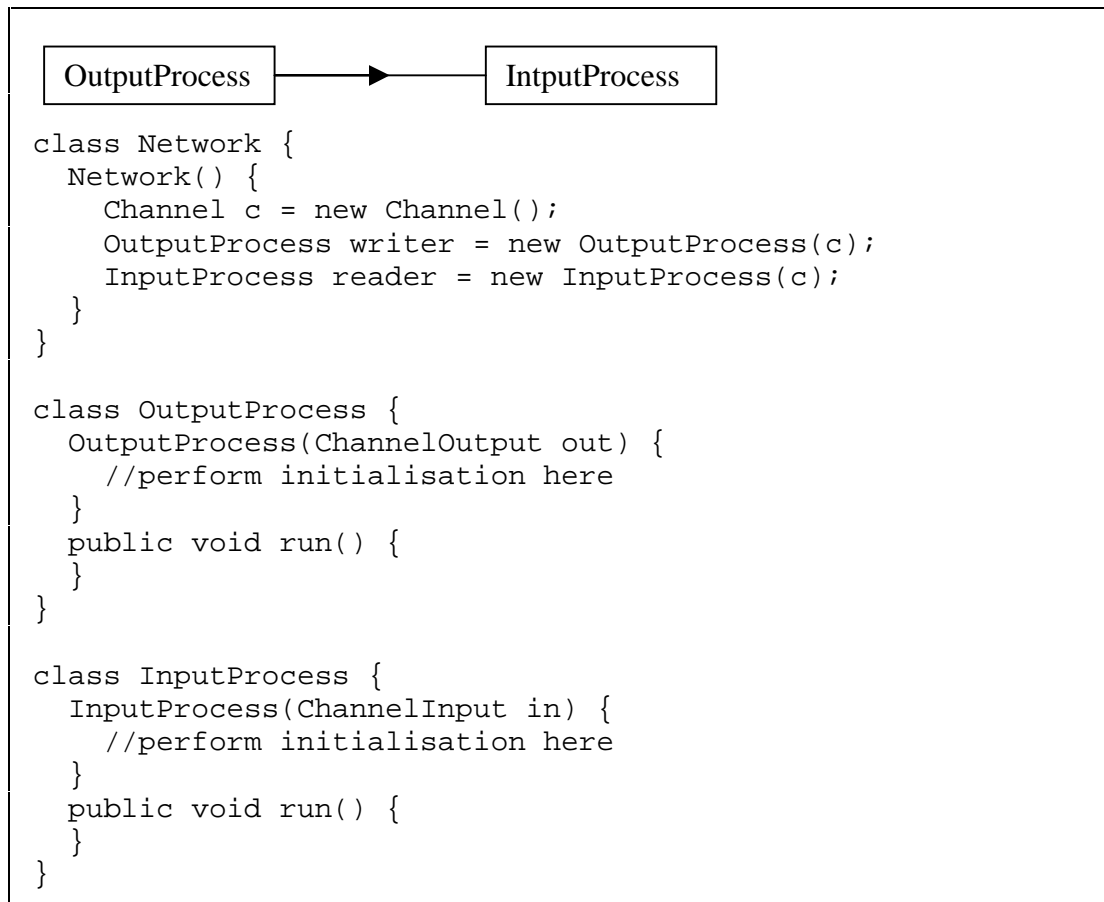 OutputProcess IntputProcess
class Network {
  Network() {
    Channel c = new Channel();
    OutputProcess writer = new OutputProcess(c);
    InputProcess reader = new InputProcess(c);
  }
}
class OutputProcess {
  OutputProcess(ChannelOutput out) {
    //perform initialisation here
  }
  public void run() {
  }
}
class InputProcess {
  InputProcess(ChannelInput in) {
    //perform initialisation here
  }
  public void run() {
  }
}